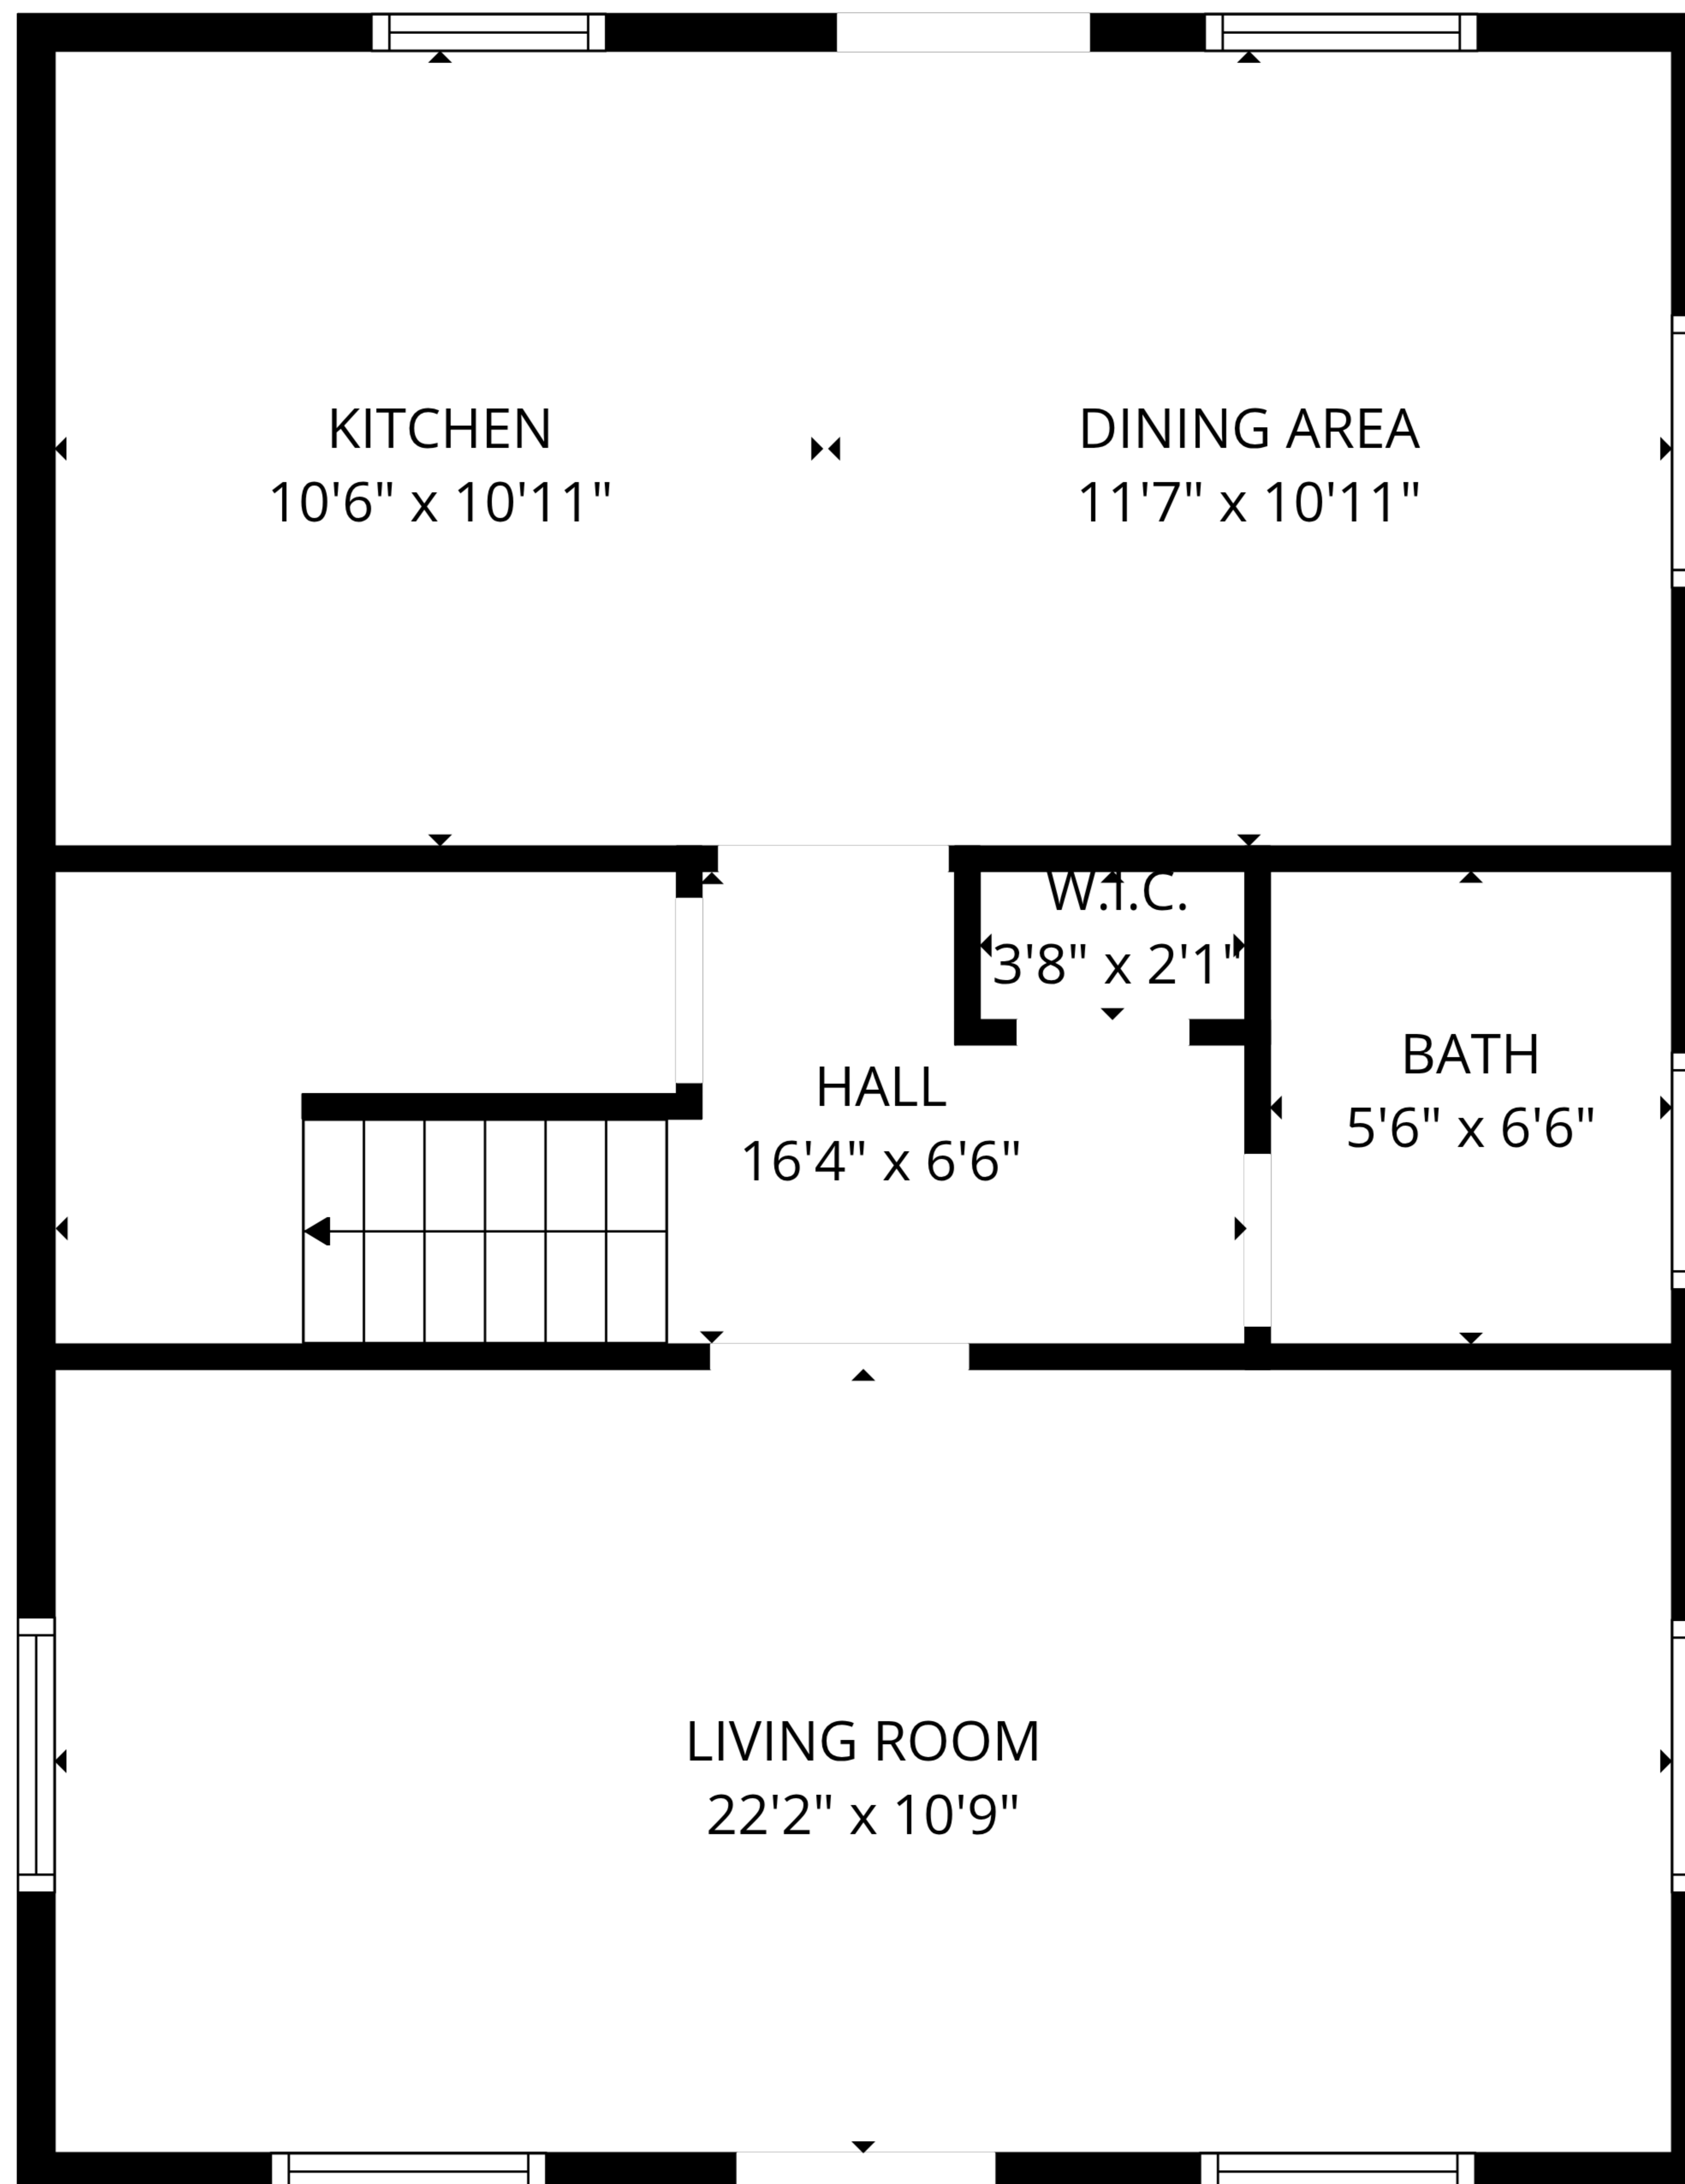 KITCHEN
10'6" x 10'11"
DINING AREA
11'7" x 10'11"
W.I.C.
3'8" x 2'1"
HALL
16'4" x 6'6"
BATH
5'6" x 6'6"
LIVING ROOM
22'2" x 10'9"